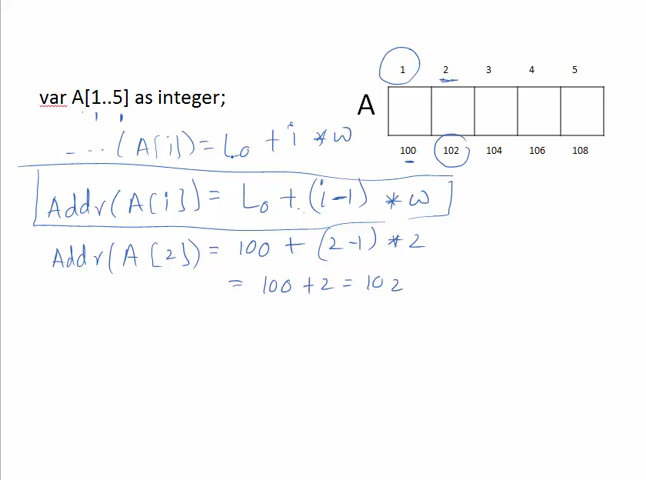 1 2 3 4 5
var A[1..5] as integer;
A
... (A[i]) = L₀ + i * w
100 102 104 106 108
Addr(A[i]) = L₀ + (i-1) * w
Addr(A[2]) = 100 + (2-1) * 2
= 100 + 2 = 102